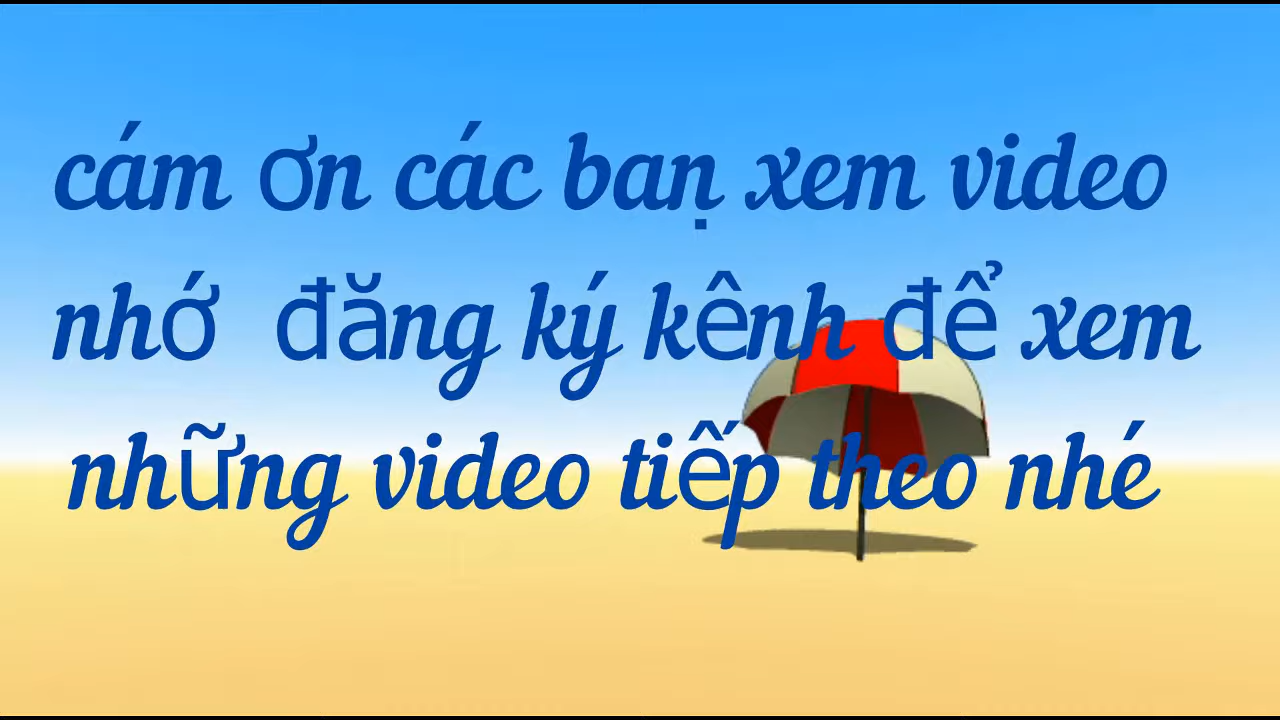 cám ơn các bạn xem video
nhớ đăng ký kênh để xem
những video tiếp theo nhé